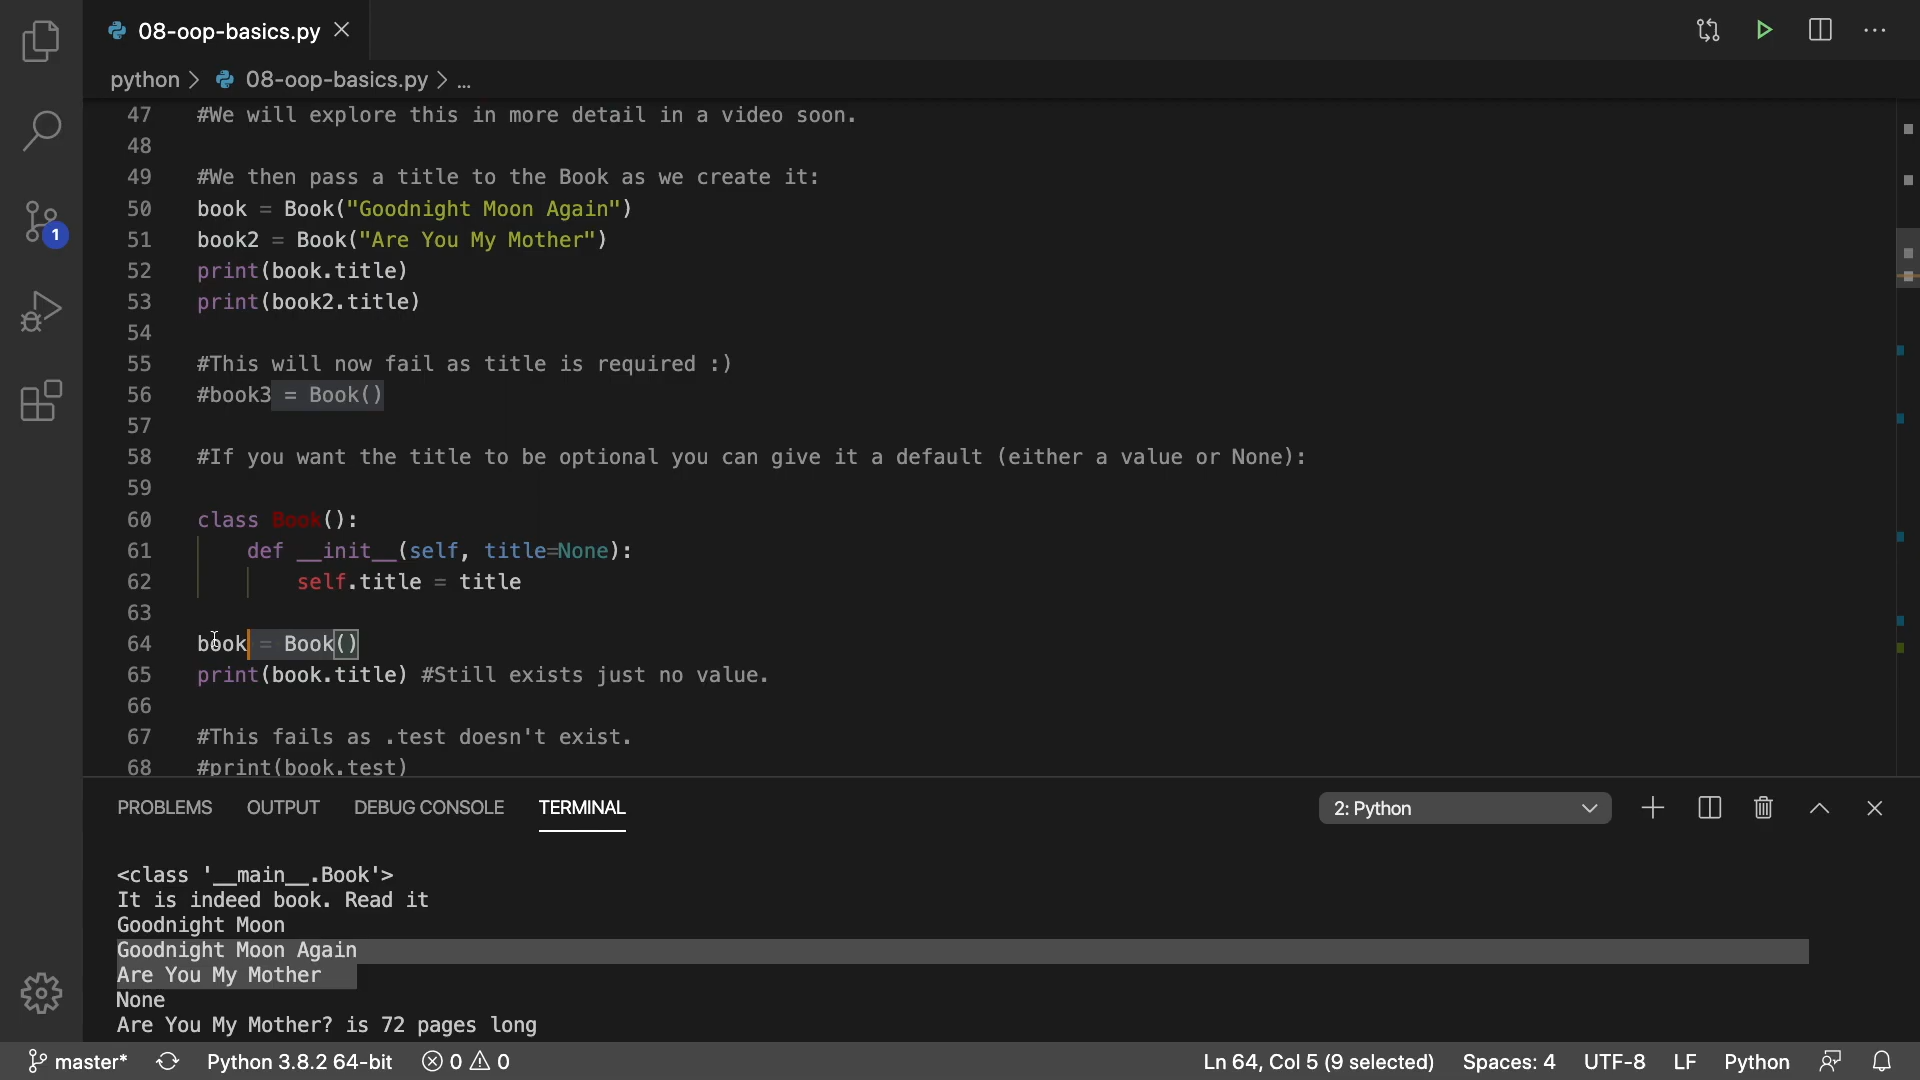 08-oop-basics.py
python > 08-oop-basics.py > ...
47 #We will explore this in more detail in a video soon.
48
49 #We then pass a title to the Book as we create it:
50 book = Book("Goodnight Moon Again")
51 book2 = Book("Are You My Mother")
52 print(book.title)
53 print(book2.title)
54
55 #This will now fail as title is required :)
56 #book3 = Book()
57
58 #If you want the title to be optional you can give it a default (either a value or None):
59
60 class Book():
61 def __init__(self, title=None):
62 self.title = title
63
64 book = Book()
65 print(book.title) #Still exists just no value.
66
67 #This fails as .test doesn't exist.
68 #print(book.test)
1
PROBLEMS OUTPUT DEBUG CONSOLE TERMINAL 2: Python
<class '__main__.Book'>
It is indeed book. Read it
Goodnight Moon
Goodnight Moon Again
Are You My Mother
None
Are You My Mother? is 72 pages long
master* Python 3.8.2 64-bit 0 0 Ln 64, Col 5 (9 selected) Spaces: 4 UTF-8 LF Python